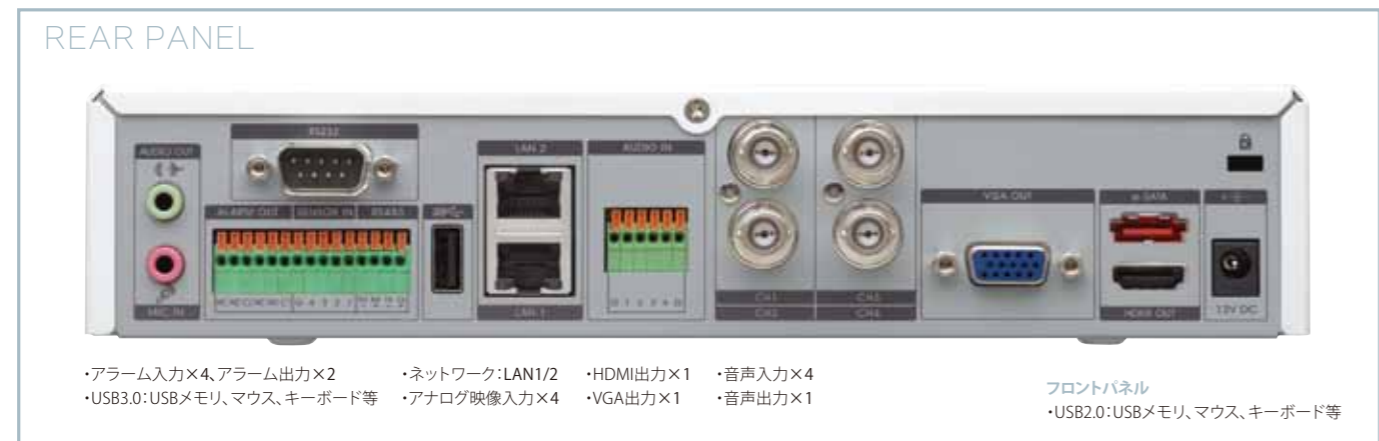 REAR PANEL
AUDIO OUT
RS232
LAN 2
AUDIO IN
VGA OUT
e-SATA
ALARM OUT SENSOR IN RS485
MIC IN
LAN 1
CH1
CH2
CH3
CH4
HDMI OUT
12V DC
・アラーム入力×4、アラーム出力×2
・USB3.0：USBメモリ、マウス、キーボード等
・ネットワーク：LAN1/2
・アナログ映像入力×4
・HDMI出力×1
・VGA出力×1
・音声入力×4
・音声出力×1
フロントパネル
・USB2.0：USBメモリ、マウス、キーボード等